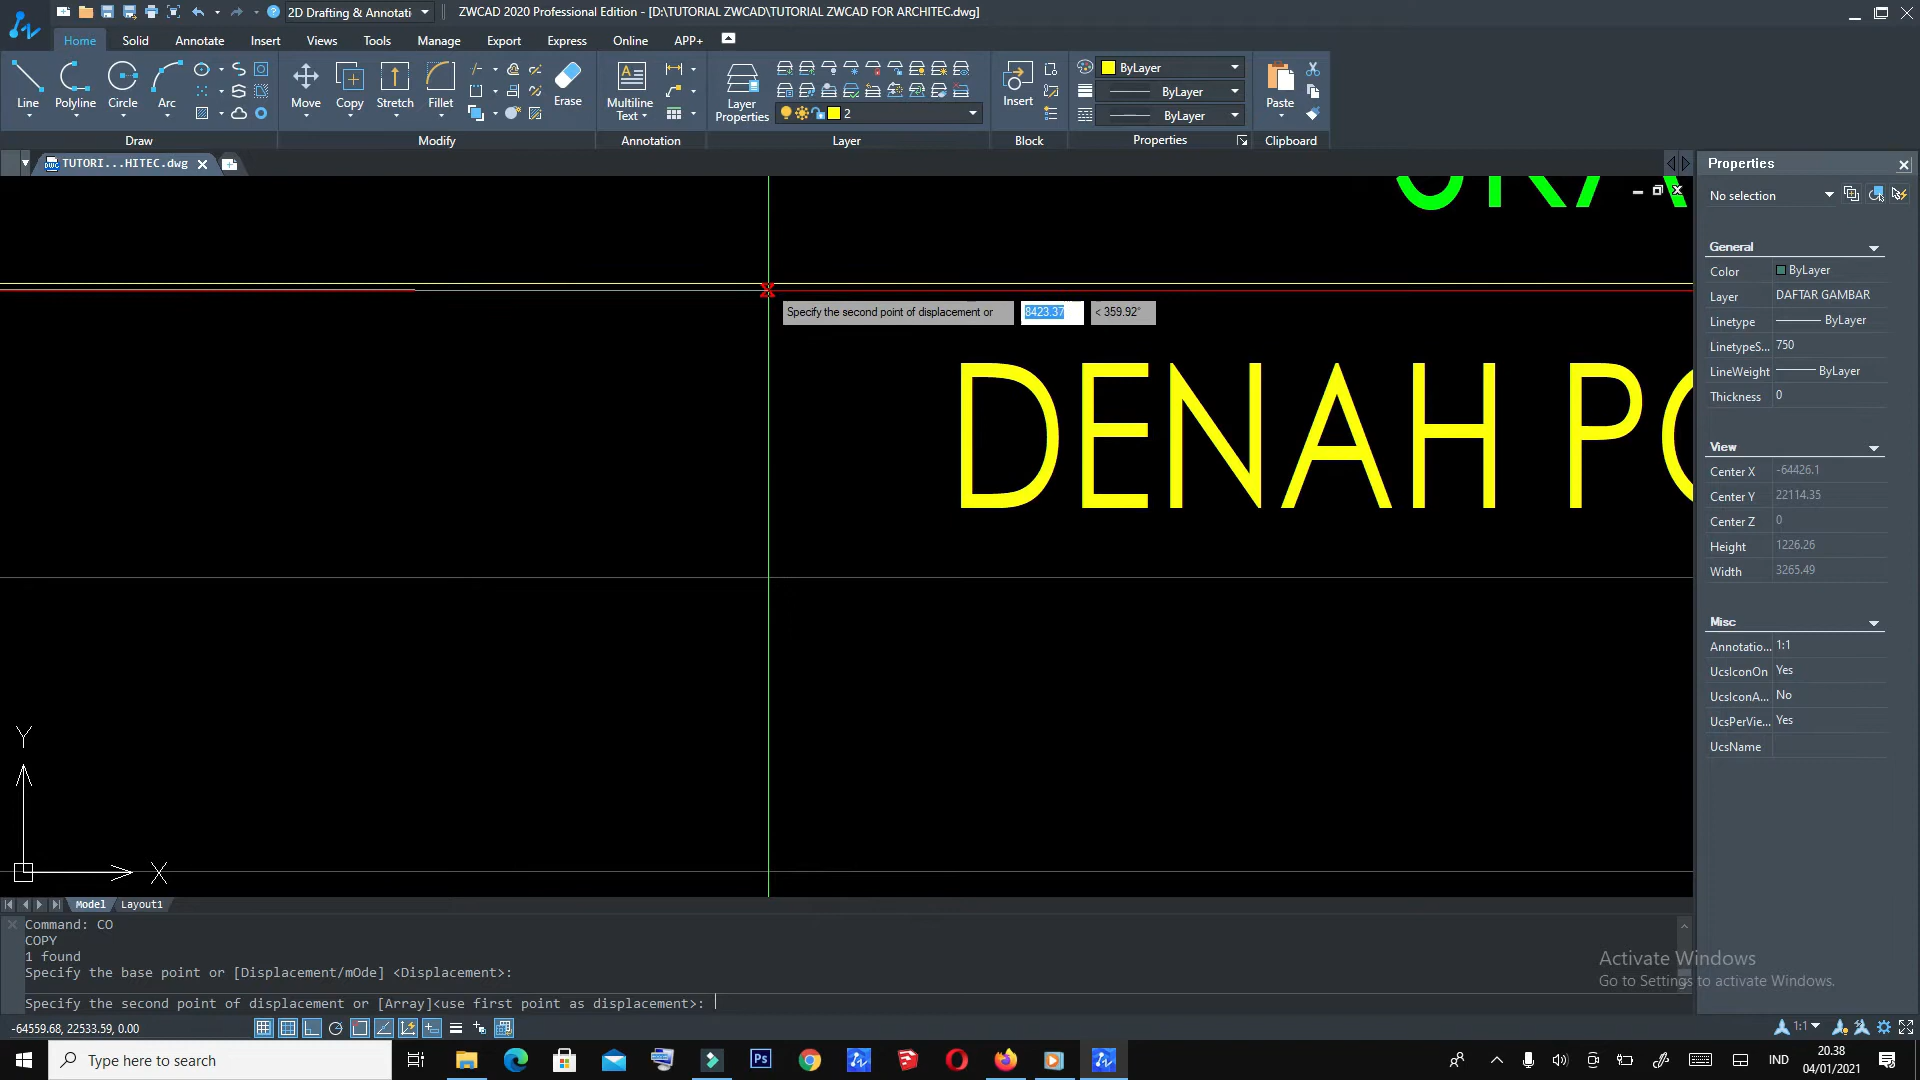 2D Drafting & Annotati
ZWCAD 2020 Professional Edition - [D:\TUTORIAL ZWCAD\TUTORIAL ZWCAD FOR ARCHITEC.dwg]
Home Solid Annotate Insert Views Tools Manage Export Express Online APP+
Line Polyline Circle Arc Move Copy Stretch Fillet Erase Multiline Text Layer Properties Insert Paste
ByLayer
ByLayer
2
ByLayer
Draw Modify Annotation Layer Block Properties Clipboard
TUTORI...HITEC.dwg
Properties
No selection
General
Color ByLayer
Layer DAFTAR GAMBAR
Linetype ByLayer
LinetypeS... 750
LineWeight ByLayer
Thickness 0
View
Center X -64426.1
Center Y 22114.35
Center Z 0
Height 1226.26
Width 3265.49
Misc
Annotatio... 1:1
UcsIconOn Yes
UcsIconA... No
UcsPerVie... Yes
UcsName
Specify the second point of displacement or 8423.37 < 359.92°
DENAH
Y
X
Model Layout1
Command: CO
COPY
1 found
Specify the base point or [Displacement/mOde] <Displacement>:
Specify the second point of displacement or [Array]<use first point as displacement>:
Activate Windows
Go to Settings to activate Windows.
-64559.68, 22533.59, 0.00
1:1
Type here to search
Ps
IND
20.38
04/01/2021